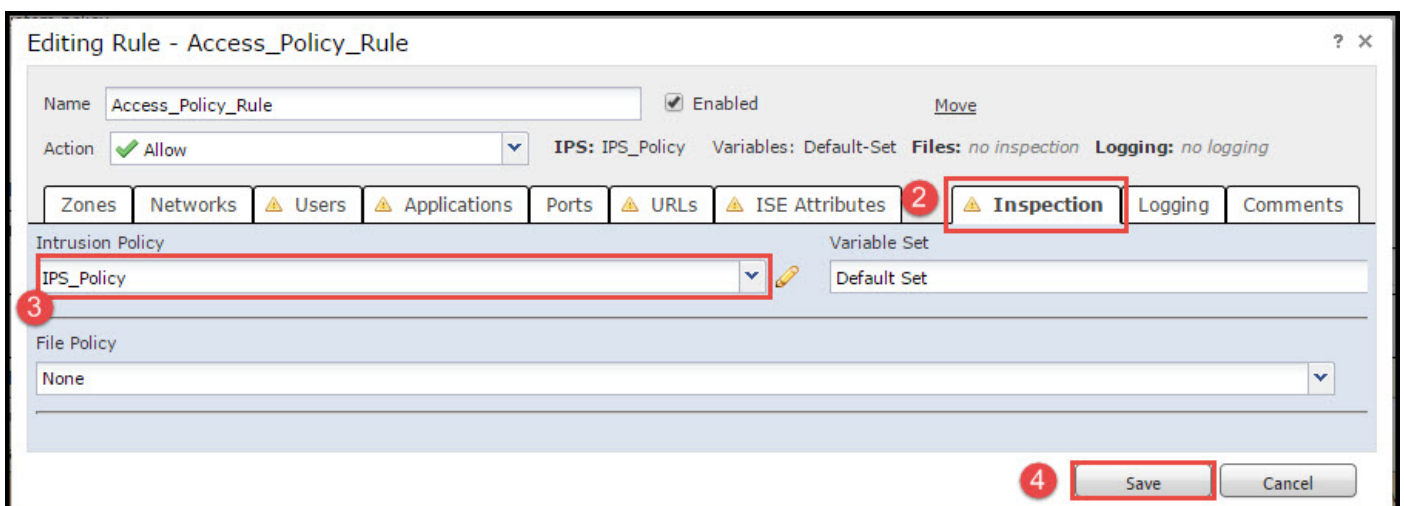 Editing Rule - Access_Policy_Rule ? ×
Name Access_Policy_Rule Enabled Move
Action Allow IPS: IPS_Policy Variables: Default-Set Files: no inspection Logging: no logging
Zones Networks Users Applications Ports URLs ISE Attributes 2 Inspection Logging Comments
Intrusion Policy Variable Set
IPS_Policy Default Set
3
File Policy
None
4 Save Cancel